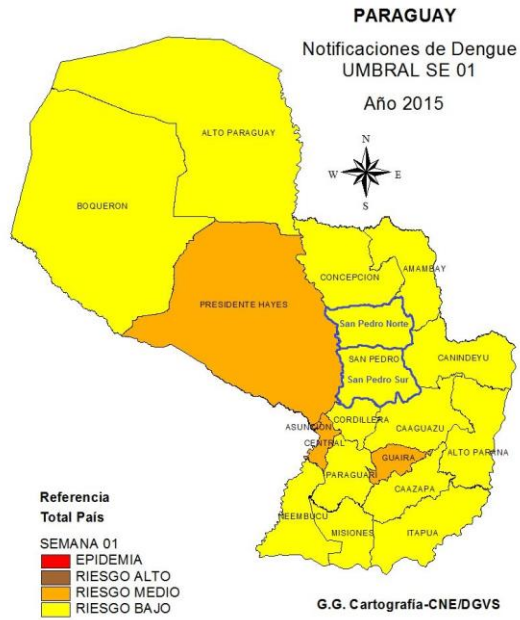 PARAGUAY
Notificaciones de Dengue
UMBRAL SE 01
Año 2015
N
W
E
S
ALTO PARAGUAY
BOQUERON
PRESIDENTE HAYES
CONCEPCION
AMAMBAY
San Pedro Norte
SAN PEDRO
San Pedro Sur
CANINDEYU
CORDILLERA
ASUNCION
CENTRAL
CAAGUAZU
ALTO PARANA
GUAIRA
PARAGUARI
CAAZAPA
ÑEEMBUCU
MISIONES
ITAPUA
Referencia
Total País
SEMANA 01
EPIDEMIA
RIESGO ALTO
RIESGO MEDIO
RIESGO BAJO
G.G. Cartografía-CNE/DGVS